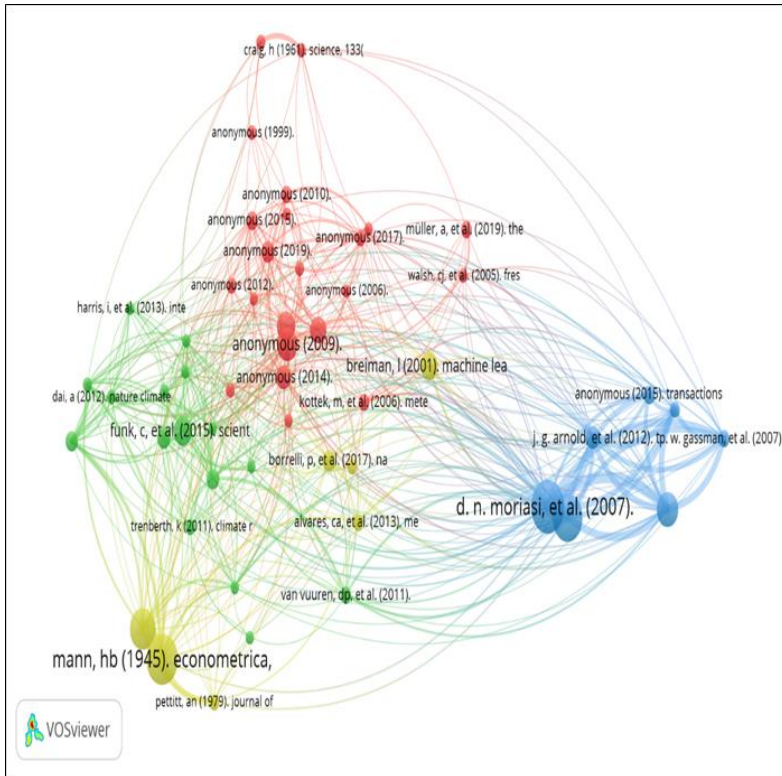 craig, h (1961). science, 133(
anonymous (1999).
anonymous (2010).
anonymous (2015).
müller, a, et al. (2019). the
anonymous (2017).
anonymous (2019).
walsh, cj, et al. (2005). fres
anonymous (2012).
anonymous (2006).
harris, i, et al. (2013). inte
anonymous (2009).
breiman, l (2001). machine lea
anonymous (2014).
dai, a (2012). nature climate
anonymous (2015). transactions
kottek, m, et al. (2006). mete
funk, c, et al. (2015). scient
j. g. arnold, et al. (2012). tp. w. gassman, et al. (2007)
borrelli, p, et al. (2017). na
d. n. moriasi, et al. (2007).
trenberth, k (2011). climate r
alvares, ca, et al. (2013). me
van vuuren, dp, et al. (2011).
mann, hb (1945). econometrica,
pettitt, an (1979). journal of
VOSviewer